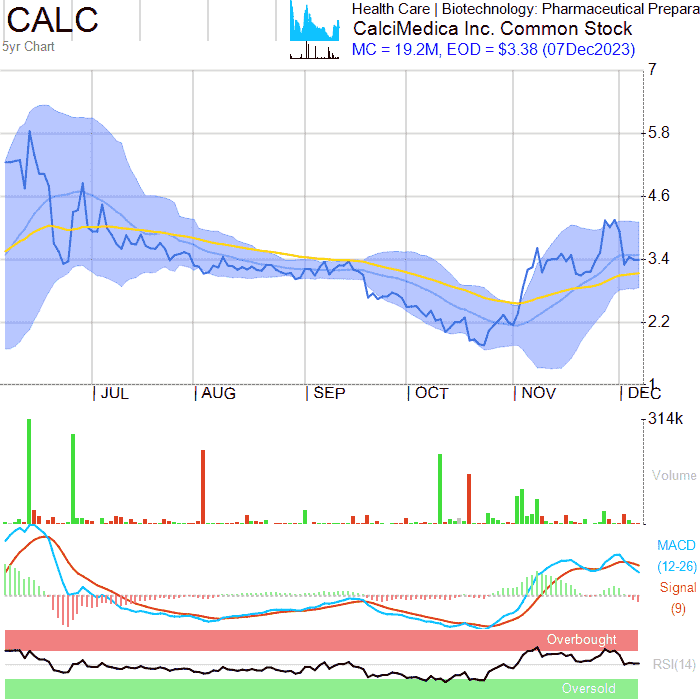 CALC
5yr Chart
Health Care | Biotechnology: Pharmaceutical Prepara
CalciMedica Inc. Common Stock
MC = 19.2M, EOD = $3.38 (07Dec2023)
7
5.8
4.6
3.4
2.2
1
JUL AUG SEP OCT NOV DEC
314k
Volume
MACD
(12-26)
Signal
(9)
Overbought
RSI(14)
Oversold